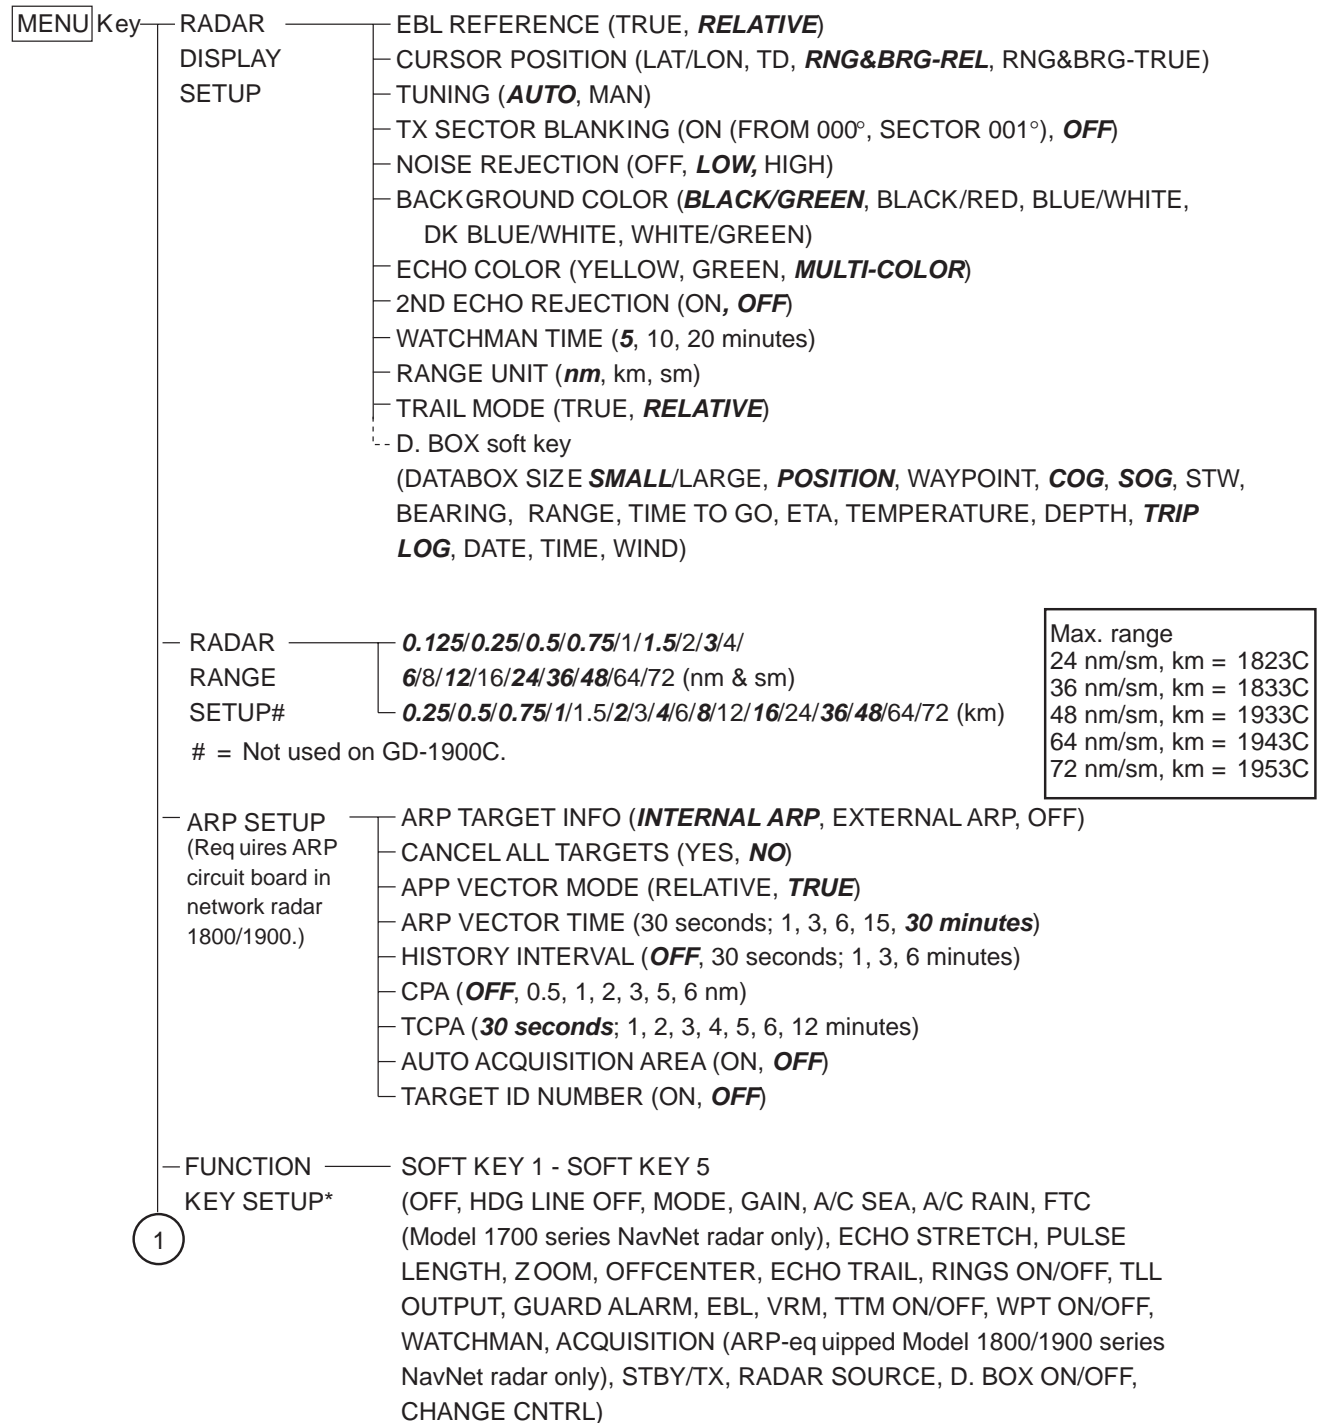 MENU Key
RADAR DISPLAY SETUP
EBL REFERENCE (TRUE, RELATIVE)
CURSOR POSITION (LAT/LON, TD, RNG&BRG-REL, RNG&BRG-TRUE)
TUNING (AUTO, MAN)
TX SECTOR BLANKING (ON (FROM 000°, SECTOR 001°), OFF)
NOISE REJECTION (OFF, LOW, HIGH)
BACKGROUND COLOR (BLACK/GREEN, BLACK/RED, BLUE/WHITE,
DK BLUE/WHITE, WHITE/GREEN)
ECHO COLOR (YELLOW, GREEN, MULTI-COLOR)
2ND ECHO REJECTION (ON, OFF)
WATCHMAN TIME (5, 10, 20 minutes)
RANGE UNIT (nm, km, sm)
TRAIL MODE (TRUE, RELATIVE)
D. BOX soft key
(DATABOX SIZE SMALL/LARGE, POSITION, WAYPOINT, COG, SOG, STW,
BEARING, RANGE, TIME TO GO, ETA, TEMPERATURE, DEPTH, TRIP
LOG, DATE, TIME, WIND)
RADAR
RANGE
SETUP#
0.125/0.25/0.5/0.75/1/1.5/2/3/4/
6/8/12/16/24/36/48/64/72 (nm & sm)
0.25/0.5/0.75/1/1.5/2/3/4/6/8/12/16/24/36/48/64/72 (km)
# = Not used on GD-1900C.
Max. range
24 nm/sm, km = 1823C
36 nm/sm, km = 1833C
48 nm/sm, km = 1933C
64 nm/sm, km = 1943C
72 nm/sm, km = 1953C
ARP SETUP
(Req uires ARP
circuit board in
network radar
1800/1900.)
ARP TARGET INFO (INTERNAL ARP, EXTERNAL ARP, OFF)
CANCEL ALL TARGETS (YES, NO)
APP VECTOR MODE (RELATIVE, TRUE)
ARP VECTOR TIME (30 seconds; 1, 3, 6, 15, 30 minutes)
HISTORY INTERVAL (OFF, 30 seconds; 1, 3, 6 minutes)
CPA (OFF, 0.5, 1, 2, 3, 5, 6 nm)
TCPA (30 seconds; 1, 2, 3, 4, 5, 6, 12 minutes)
AUTO ACQUISITION AREA (ON, OFF)
TARGET ID NUMBER (ON, OFF)
FUNCTION
KEY SETUP*
SOFT KEY 1 - SOFT KEY 5
(OFF, HDG LINE OFF, MODE, GAIN, A/C SEA, A/C RAIN, FTC
(Model 1700 series NavNet radar only), ECHO STRETCH, PULSE
LENGTH, ZOOM, OFFCENTER, ECHO TRAIL, RINGS ON/OFF, TLL
OUTPUT, GUARD ALARM, EBL, VRM, TTM ON/OFF, WPT ON/OFF,
WATCHMAN, ACQUISITION (ARP-eq uipped Model 1800/1900 series
NavNet radar only), STBY/TX, RADAR SOURCE, D. BOX ON/OFF,
CHANGE CNTRL)
1